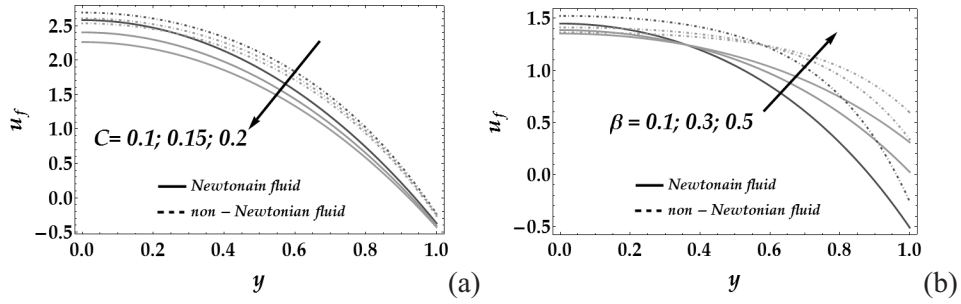 2.5
2.0
1.5
1.0
0.5
0.0
−0.5
u_f
C= 0.1; 0.15; 0.2
Newtonain fluid
non − Newtonian fluid
0.0 0.2 0.4 0.6 0.8 1.0
y
(a)
1.5
1.0
0.5
0.0
−0.5
u_f
β = 0.1; 0.3; 0.5
Newtonain fluid
non − Newtonian fluid
0.0 0.2 0.4 0.6 0.8 1.0
y
(b)